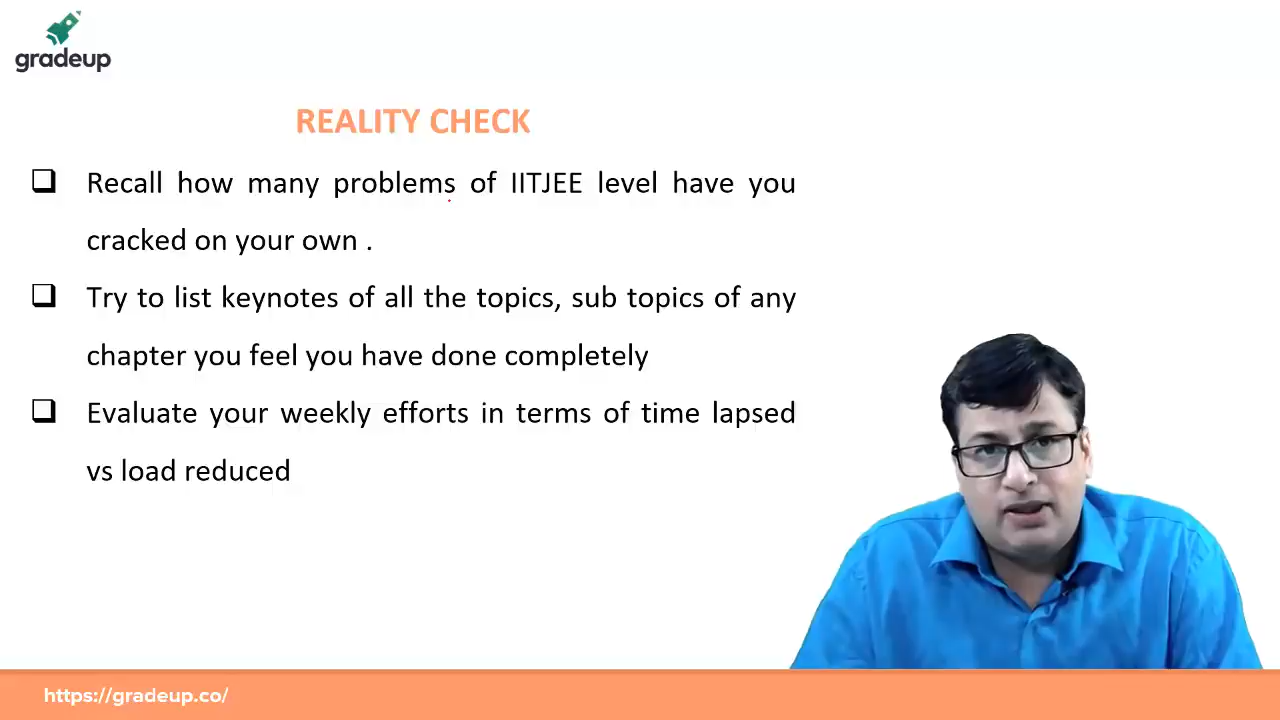 gradeup
REALITY CHECK
Recall how many problems of IITJEE level have you
cracked on your own .
Try to list keynotes of all the topics, sub topics of any
chapter you feel you have done completely
Evaluate your weekly efforts in terms of time lapsed
vs load reduced
https://gradeup.co/